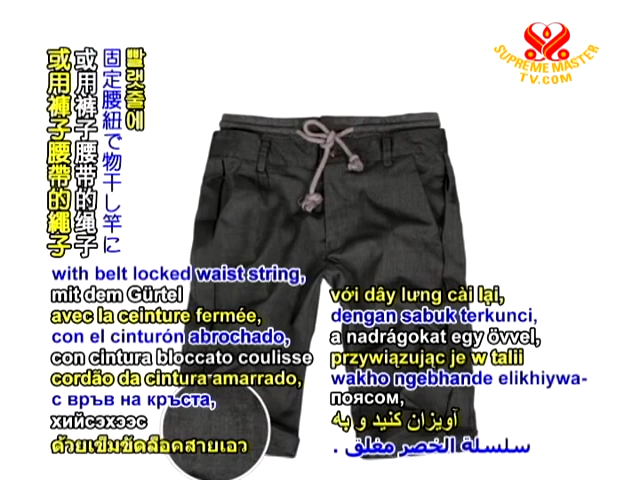 SUPREME MASTER
TV.COM
빨랫줄에
固定腰紐で物干し竿に
或用裤子腰带的绳子
或用褲子腰帶的繩子
with belt locked waist string,
mit dem Gürtel
avec la ceinture fermée,
con el cinturón abrochado,
con cintura bloccato coulisse
cordão da cintura amarrado,
с връв на кръста,
хийсэхээс
ด้วยเข็มขัดล็อคสายเอว
với dây lưng cài lại,
dengan sabuk terkunci,
a nadrágokat egy övvel,
przywiązując je w talii
wakho ngebhande elikhiywa-
поясом,
آویزان کنید و به
سلسلة الخصر مغلق .